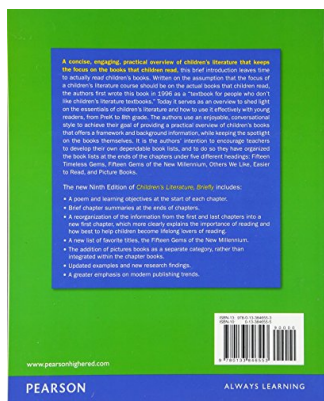 A concise, engaging, practical overview of children's literature that keeps
the focus on the books that children read, this brief introduction leaves time
to actually read children's books. Written on the assumption that the focus of
a children's literature course should be on the actual books that children read,
the authors first wrote this book in 1996 as a "textbook for people who don't
like children's literature textbooks." Today it serves as an overview to shed light
on the essentials of children's literature and how to use it effectively with young
readers, from PreK to 8th grade. The authors use an enjoyable, conversational
style to achieve their goal of providing a practical overview of children's books
that offers a framework and background information, while keeping the spotlight
on the books themselves. It is the authors' intention to encourage teachers
to develop their own dependable book lists, and to do so they have organized
the book lists at the ends of the chapters under five different headings: Fifteen
Timeless Gems, Fifteen Gems of the New Millennium, Others We Like, Easier
to Read, and Picture Books.
The new Ninth Edition of Children's Literature, Briefly includes:
• A poem and learning objectives at the start of each chapter.
• Brief chapter summaries at the ends of chapters.
• A reorganization of the information from the first and last chapters into a
new first chapter, which more clearly explains the importance of reading and
how best to help children become lifelong lovers of reading.
• A new list of favorite titles, the Fifteen Gems of the New Millennium.
• The addition of pictures books as a separate category, rather than
integrated within the chapter books.
• Updated examples and new research findings.
• A greater emphasis on modern publishing trends.
90000
www.pearsonhighered.com
PEARSON
ALWAYS LEARNING